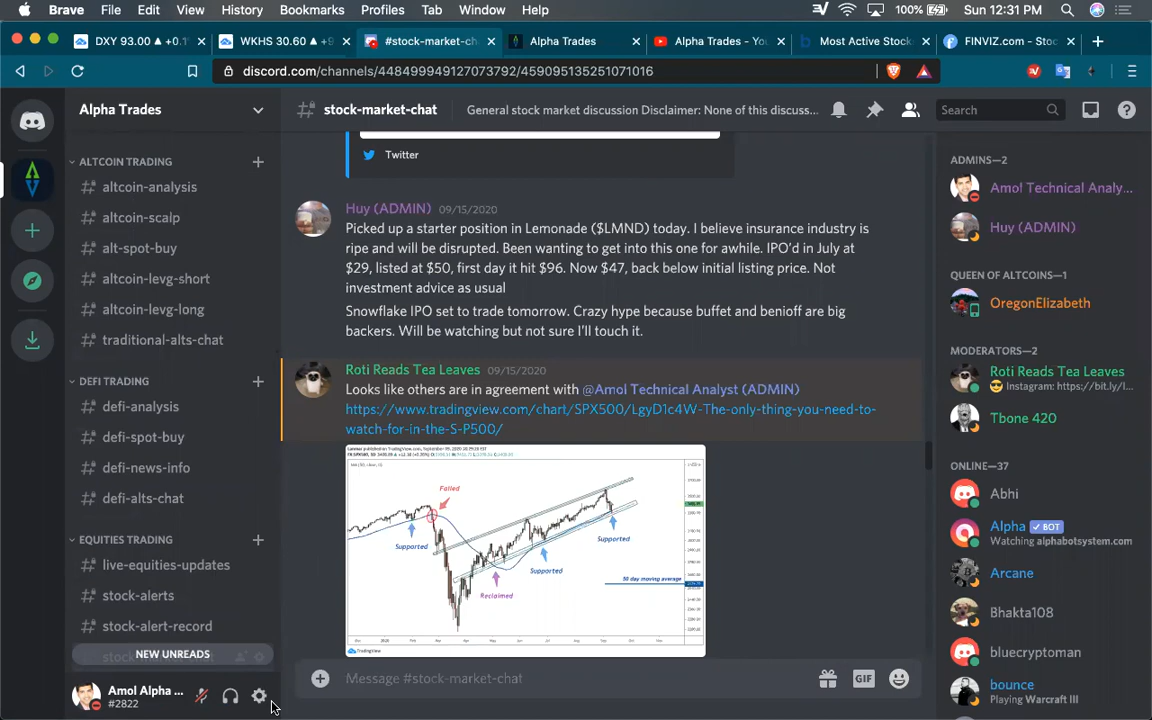 Brave File Edit View History Bookmarks Profiles Tab Window Help 100% Sun 12:31 PM
DXY 93.00 ▲ +0.1
WKHS 30.60 ▲ +9
#stock-market-ch
Alpha Trades
Alpha Trades - You
Most Active Stock
FINVIZ.com - Stoc
discord.com/channels/448499949127073792/459095135251071016
Alpha Trades
stock-market-chat
General stock market discussion Disclaimer: None of this discuss...
Search
ALTCOIN TRADING
altcoin-analysis
altcoin-scalp
alt-spot-buy
altcoin-levg-short
altcoin-levg-long
traditional-alts-chat
DEFI TRADING
defi-analysis
defi-spot-buy
defi-news-info
defi-alts-chat
EQUITIES TRADING
live-equities-updates
stock-alerts
stock-alert-record
NEW UNREADS
Amol Alpha ...
#2822
Twitter
Huy (ADMIN) 09/15/2020
Picked up a starter position in Lemonade ($LMND) today. I believe insurance industry is
ripe and will be disrupted. Been wanting to get into this one for awhile. IPO'd in July at
$29, listed at $50, first day it hit $96. Now $47, back below initial listing price. Not
investment advice as usual
Snowflake IPO set to trade tomorrow. Crazy hype because buffet and benioff are big
backers. Will be watching but not sure I'll touch it.
Roti Reads Tea Leaves 09/15/2020
Looks like others are in agreement with @Amol Technical Analyst (ADMIN)
https://www.tradingview.com/chart/SPX500/LgyD1c4W-The-only-thing-you-need-to-
watch-for-in-the-S-P500/
Failed
Supported
Reclaimed
Supported
Supported
50 day moving average
TradingView
Message #stock-market-chat
GIF
ADMINS—2
Amol Technical Analy...
Huy (ADMIN)
QUEEN OF ALTCOINS—1
OregonElizabeth
MODERATORS—2
Roti Reads Tea Leaves
Instagram: https://bit.ly/I...
Tbone 420
ONLINE—37
Abhi
Alpha ✓ BOT
Watching alphabotsystem.com
Arcane
Bhakta108
bluecryptoman
bounce
Playing Warcraft III